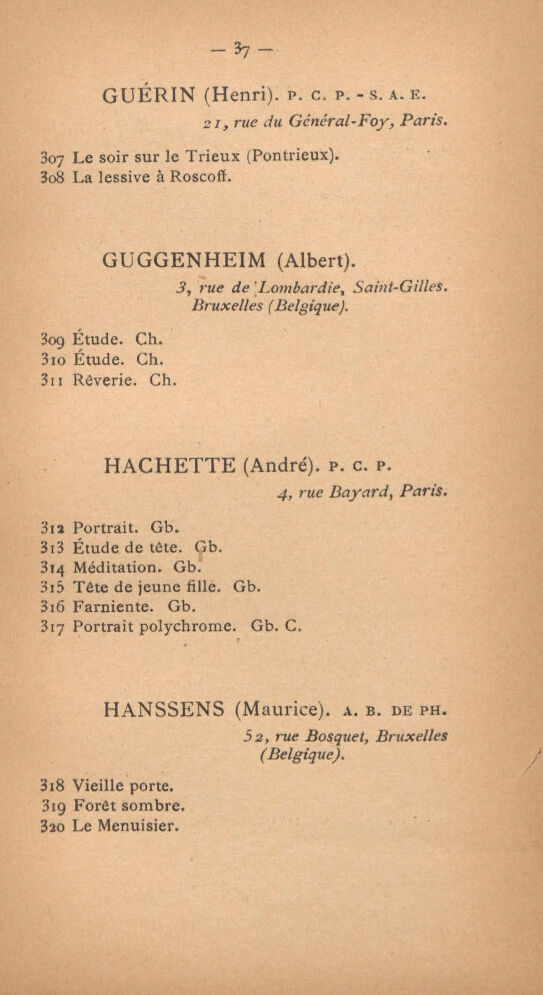 — 37 —
GUÉRIN (Henri). P. C. P. - S. A. E.
21, rue du Général-Foy, Paris.
307 Le soir sur le Trieux (Pontrieux).
308 La lessive à Roscoff.
GUGGENHEIM (Albert).
3, rue de Lombardie, Saint-Gilles.
Bruxelles (Belgique).
309 Étude. Ch.
310 Étude. Ch.
311 Rêverie. Ch.
HACHETTE (André). P. C. P.
4, rue Bayard, Paris.
312 Portrait. Gb.
313 Étude de tête. Gb.
314 Méditation. Gb.
315 Tête de jeune fille. Gb.
316 Farniente. Gb.
317 Portrait polychrome. Gb. C.
HANSSENS (Maurice). A. B. DE PH.
52, rue Bosquet, Bruxelles
(Belgique).
318 Vieille porte.
319 Forêt sombre.
320 Le Menuisier.